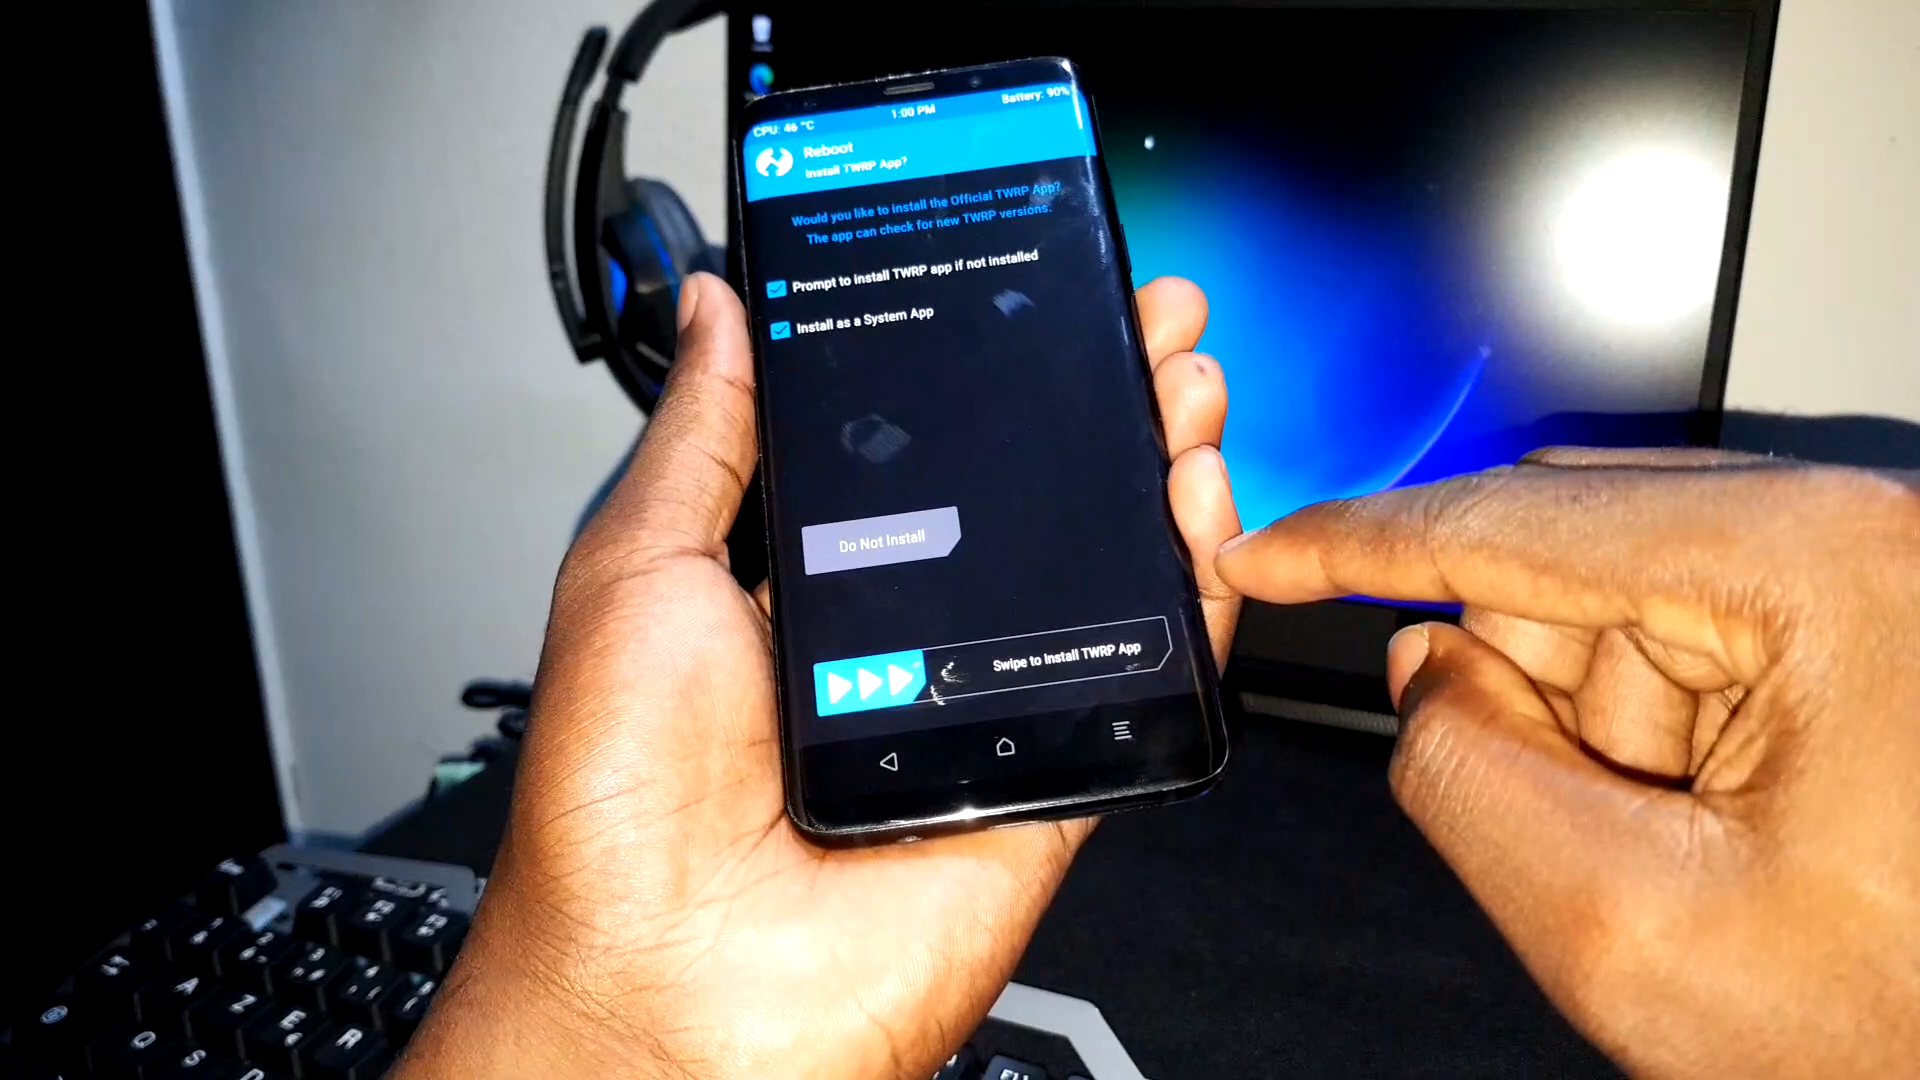 CPU: 46 °C 1:00 PM Battery: 90%
Reboot
Install TWRP App?
Would you like to install the Official TWRP App?
The app can check for new TWRP versions.
Prompt to install TWRP app if not installed
Install as a System App
Do Not Install
Swipe to Install TWRP App
A Z E R
Q S D
F11